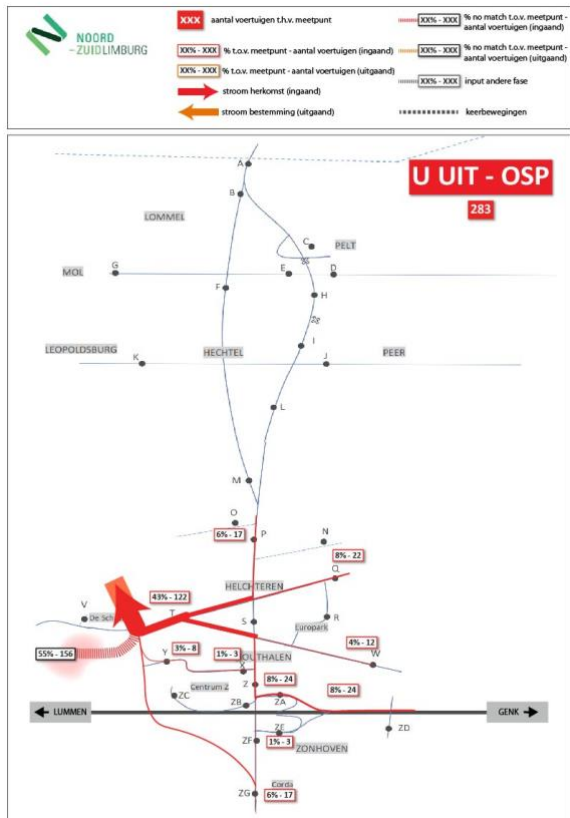 NOORD
-ZUIDLIMBURG
XXX aantal voertuigen t.h.v. meetpunt
XX% - XXX % t.o.v. meetpunt - aantal voertuigen (ingaand)
XX% - XXX % t.o.v. meetpunt - aantal voertuigen (uitgaand)
stroom herkomst (ingaand)
stroom bestemming (uitgaand)
XX% - XXX % no match t.o.v. meetpunt -
aantal voertuigen (ingaand)
XX% - XXX % no match t.o.v. meetpunt -
aantal voertuigen (uitgaand)
XX% - XXX input andere fase
keerbewegingen
U UIT - OSP
283
A
B
LOMMEL
C
PELT
MOL
G
E
D
F
H
I
LEOPOLDSBURG
K
HECHTEL
J
PEER
L
M
O
6% - 17
P
N
8% - 22
Q
HELCHTEREN
43% - 122
V
T
De Sch
S
Europark
R
55% - 156
Y
3% - 8
1% - 3
X
HOUTHALEN
4% - 12
W
Z
8% - 24
Centrum Z
ZC
ZB
ZA
8% - 24
LUMMEN
GENK
ZE
ZD
ZF
1% - 3
ZONHOVEN
Corda
ZG
6% - 17